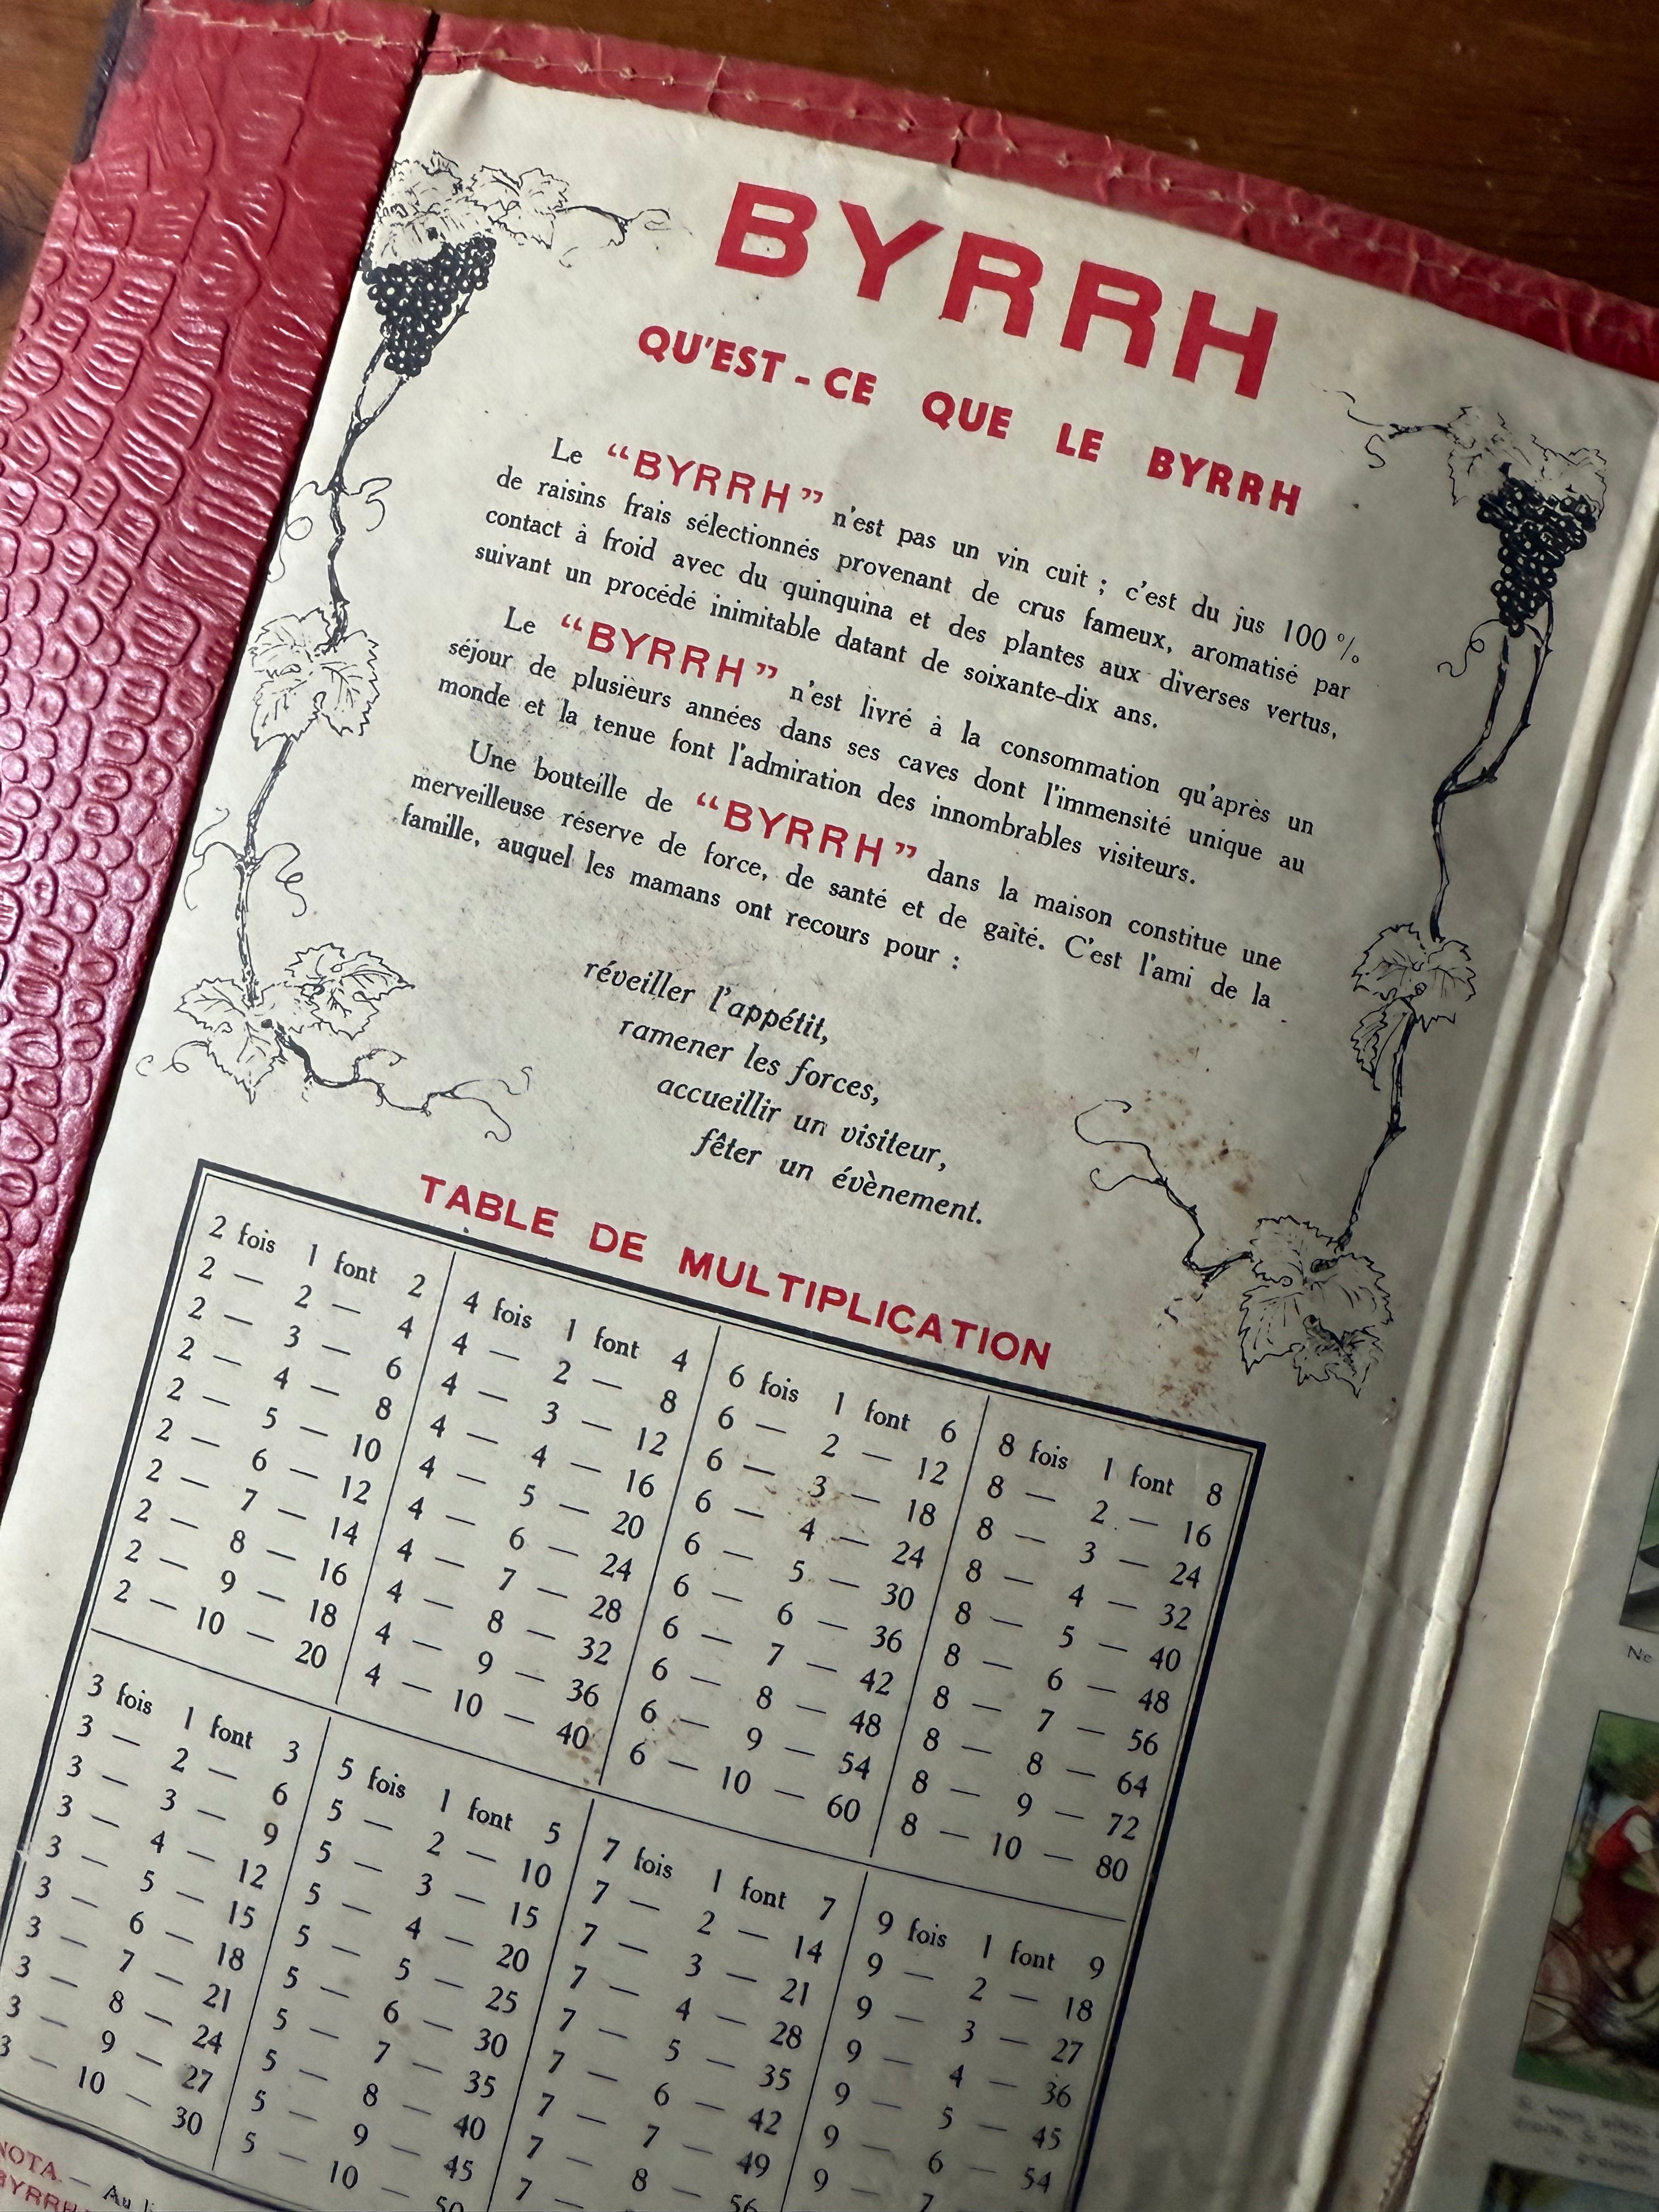 BYRRH
QU'EST-CE QUE LE BYRRH
Le “BYRRH” n'est pas un vin cuit ; c'est du jus 100 %
de raisins frais sélectionnés provenant de crus fameux, aromatisé par
contact à froid avec du quinquina et des plantes aux diverses vertus,
suivant un procédé inimitable datant de soixante-dix ans.
Le “BYRRH” n'est livré à la consommation qu'après un
séjour de plusieurs années dans ses caves dont l'immensité unique au
monde et la tenue font l'admiration des innombrables visiteurs.
Une bouteille de “BYRRH” dans la maison constitue une
merveilleuse réserve de force, de santé et de gaîté. C'est l'ami de la
famille, auquel les mamans ont recours pour :
réveiller l'appétit,
ramener les forces,
accueillir un visiteur,
fêter un évènement.
TABLE DE MULTIPLICATION
2 fois 1 font 2
2 — 2 — 4
2 — 3 — 6
2 — 4 — 8
2 — 5 — 10
2 — 6 — 12
2 — 7 — 14
2 — 8 — 16
2 — 9 — 18
2 — 10 — 20
4 fois 1 font 4
4 — 2 — 8
4 — 3 — 12
4 — 4 — 16
4 — 5 — 20
4 — 6 — 24
4 — 7 — 28
4 — 8 — 32
4 — 9 — 36
4 — 10 — 40
6 fois 1 font 6
6 — 2 — 12
6 — 3 — 18
6 — 4 — 24
6 — 5 — 30
6 — 6 — 36
6 — 7 — 42
6 — 8 — 48
6 — 9 — 54
6 — 10 — 60
8 fois 1 font 8
8 — 2 — 16
8 — 3 — 24
8 — 4 — 32
8 — 5 — 40
8 — 6 — 48
8 — 7 — 56
8 — 8 — 64
8 — 9 — 72
8 — 10 — 80
3 fois 1 font 3
3 — 2 — 6
3 — 3 — 9
3 — 4 — 12
3 — 5 — 15
3 — 6 — 18
3 — 7 — 21
3 — 8 — 24
3 — 9 — 27
3 — 10 — 30
5 fois 1 font 5
5 — 2 — 10
5 — 3 — 15
5 — 4 — 20
5 — 5 — 25
5 — 6 — 30
5 — 7 — 35
5 — 8 — 40
5 — 9 — 45
5 — 10 — 50
7 fois 1 font 7
7 — 2 — 14
7 — 3 — 21
7 — 4 — 28
7 — 5 — 35
7 — 6 — 42
7 — 7 — 49
7 — 8 — 56
7
9 fois 1 font 9
9 — 2 — 18
9 — 3 — 27
9 — 4 — 36
9 — 5 — 45
9 — 6 — 54
9 — 7
NOTA. — Au
BYRRH
Ne